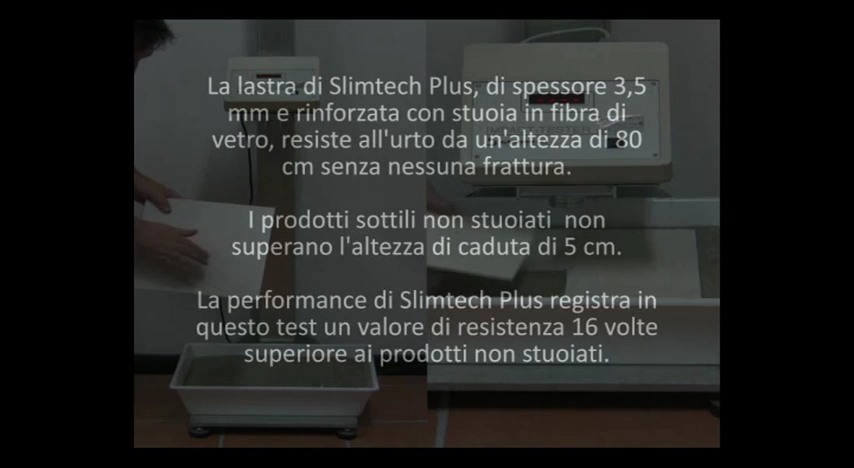 La lastra di Slimtech Plus, di spessore 3,5
mm e rinforzata con stuoia in fibra di
vetro, resiste all'urto da un'altezza di 80
cm senza nessuna frattura.
I prodotti sottili non stuoiati non
superano l'altezza di caduta di 5 cm.
La performance di Slimtech Plus registra in
questo test un valore di resistenza 16 volte
superiore ai prodotti non stuoiati.